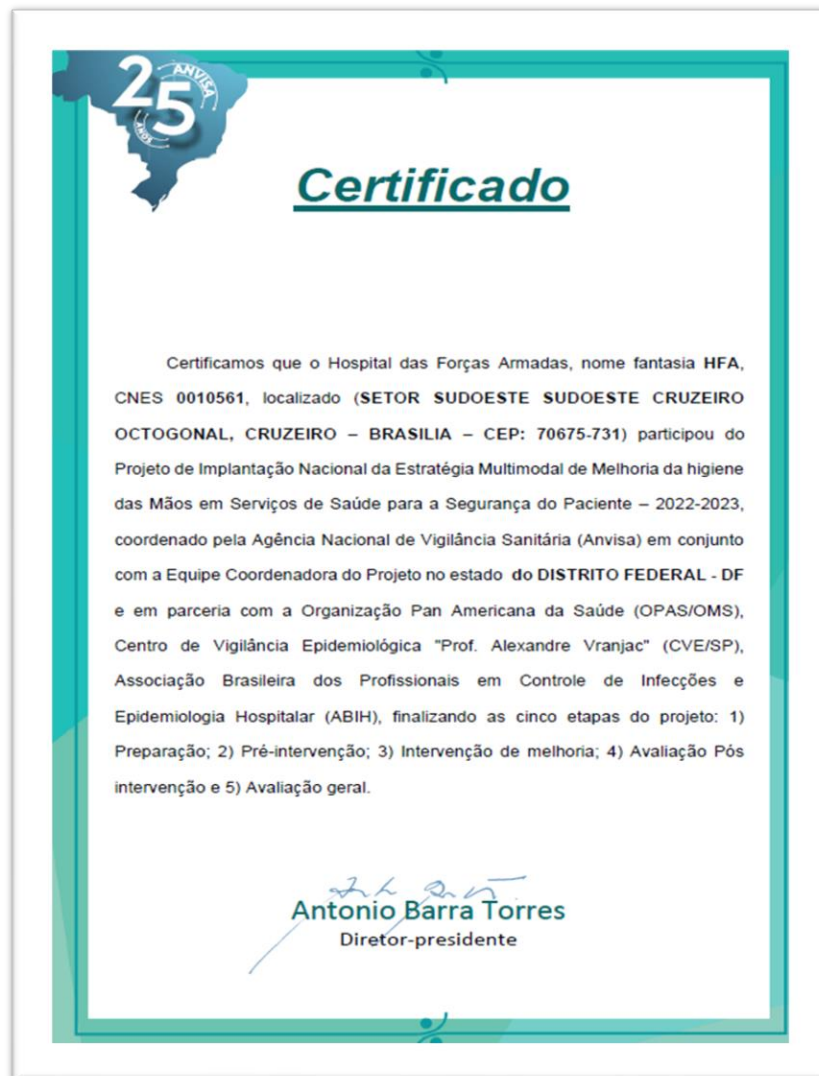 25
ANVISA
ANOS
Certificado
Certificamos que o Hospital das Forças Armadas, nome fantasia HFA,
CNES 0010561, localizado (SETOR SUDOESTE SUDOESTE CRUZEIRO
OCTOGONAL, CRUZEIRO – BRASILIA – CEP: 70675-731) participou do
Projeto de Implantação Nacional da Estratégia Multimodal de Melhoria da higiene
das Mãos em Serviços de Saúde para a Segurança do Paciente – 2022-2023,
coordenado pela Agência Nacional de Vigilância Sanitária (Anvisa) em conjunto
com a Equipe Coordenadora do Projeto no estado do DISTRITO FEDERAL - DF
e em parceria com a Organização Pan Americana da Saúde (OPAS/OMS),
Centro de Vigilância Epidemiológica "Prof. Alexandre Vranjac" (CVE/SP),
Associação Brasileira dos Profissionais em Controle de Infecções e
Epidemiologia Hospitalar (ABIH), finalizando as cinco etapas do projeto: 1)
Preparação; 2) Pré-intervenção; 3) Intervenção de melhoria; 4) Avaliação Pós
intervenção e 5) Avaliação geral.
Antonio Barra Torres
Diretor-presidente